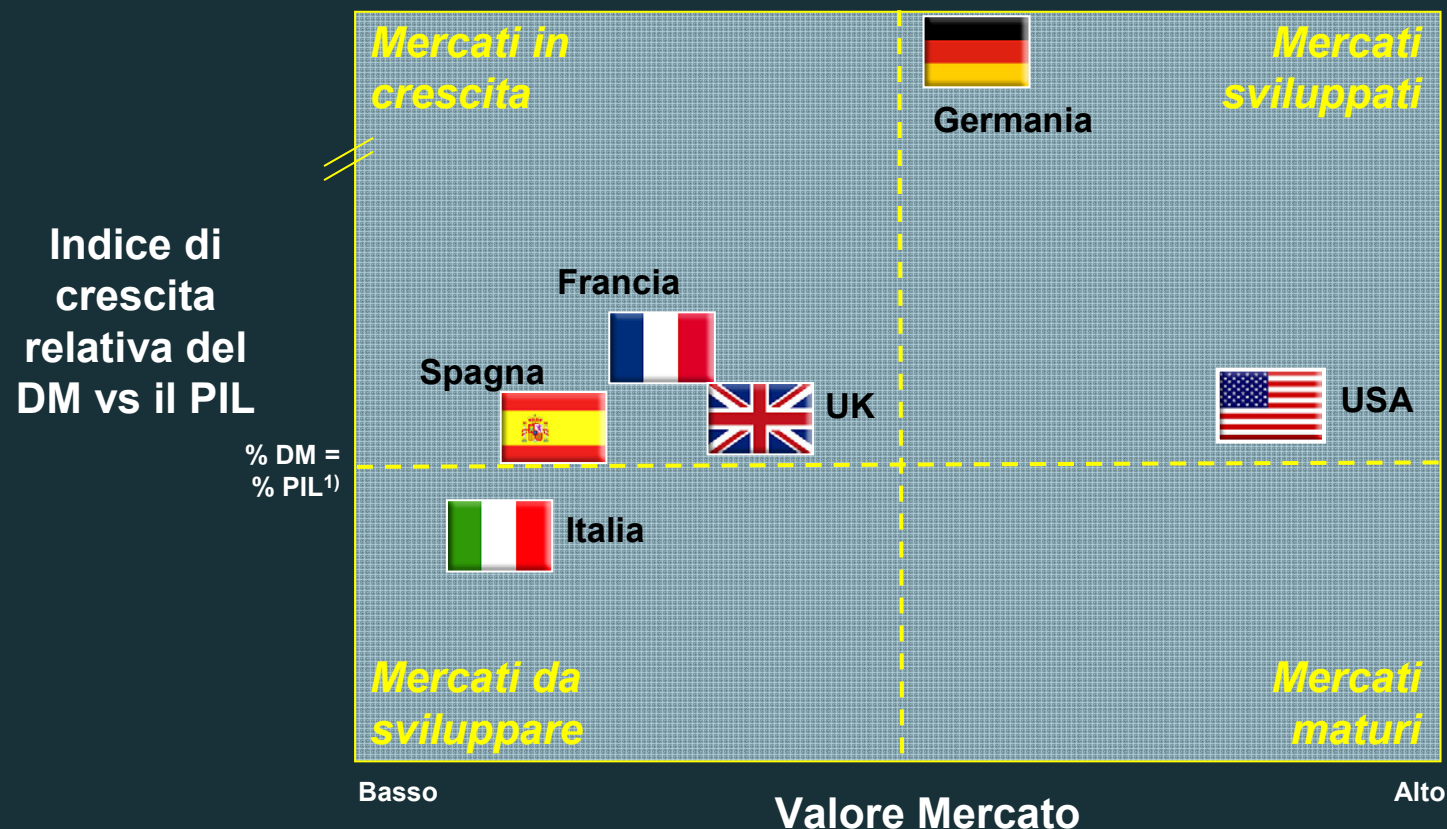 Mercati in
crescita
Mercati
sviluppati
Germania
Indice di
crescita
relativa del
DM vs il PIL
Francia
Spagna
UK
USA
% DM =
% PIL1)
Italia
Mercati da
sviluppare
Mercati
maturi
Basso
Valore Mercato
Alto